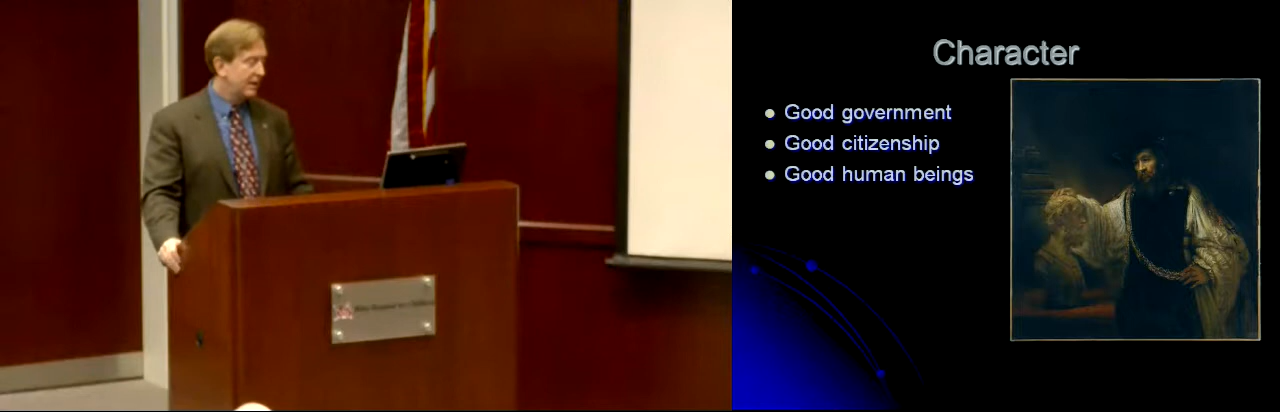 Character
Good government
Good citizenship
Good human beings